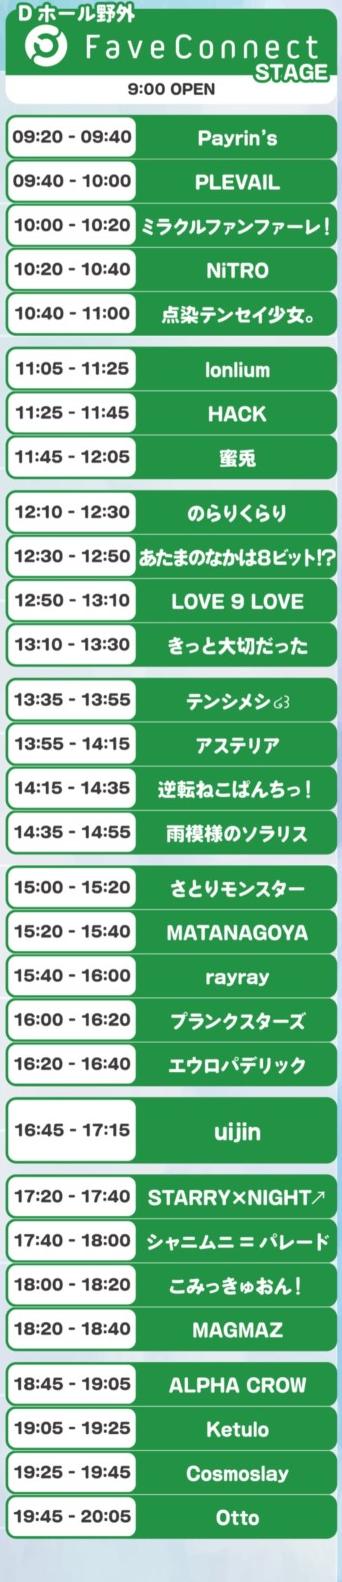 Dホール野外
FaveConnect
STAGE
9:00 OPEN
09:20 - 09:40 Payrin's
09:40 - 10:00 PLEVAIL
10:00 - 10:20 ミラクルファンファーレ！
10:20 - 10:40 NiTRO
10:40 - 11:00 点染テンセイ少女。
11:05 - 11:25 lonlium
11:25 - 11:45 HACK
11:45 - 12:05 蜜兎
12:10 - 12:30 のらりくらり
12:30 - 12:50 あたまのなかは8ビット!?
12:50 - 13:10 LOVE 9 LOVE
13:10 - 13:30 きっと大切だった
13:35 - 13:55 テンシメシ໒꒱
13:55 - 14:15 アステリア
14:15 - 14:35 逆転ねこぱんちっ！
14:35 - 14:55 雨模様のソラリス
15:00 - 15:20 さとりモンスター
15:20 - 15:40 MATANAGOYA
15:40 - 16:00 rayray
16:00 - 16:20 プランクスターズ
16:20 - 16:40 エウロパデリック
16:45 - 17:15 uijin
17:20 - 17:40 STARRY×NIGHT↗
17:40 - 18:00 シャニムニ＝パレード
18:00 - 18:20 こみっきゅおん！
18:20 - 18:40 MAGMAZ
18:45 - 19:05 ALPHA CROW
19:05 - 19:25 Ketulo
19:25 - 19:45 Cosmoslay
19:45 - 20:05 Otto